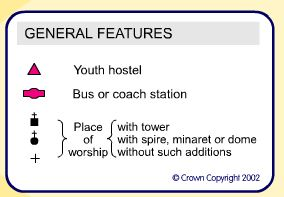 GENERAL FEATURES
Youth hostel
Bus or coach station
Place of worship
with tower
with spire, minaret or dome
without such additions
© Crown Copyright 2002